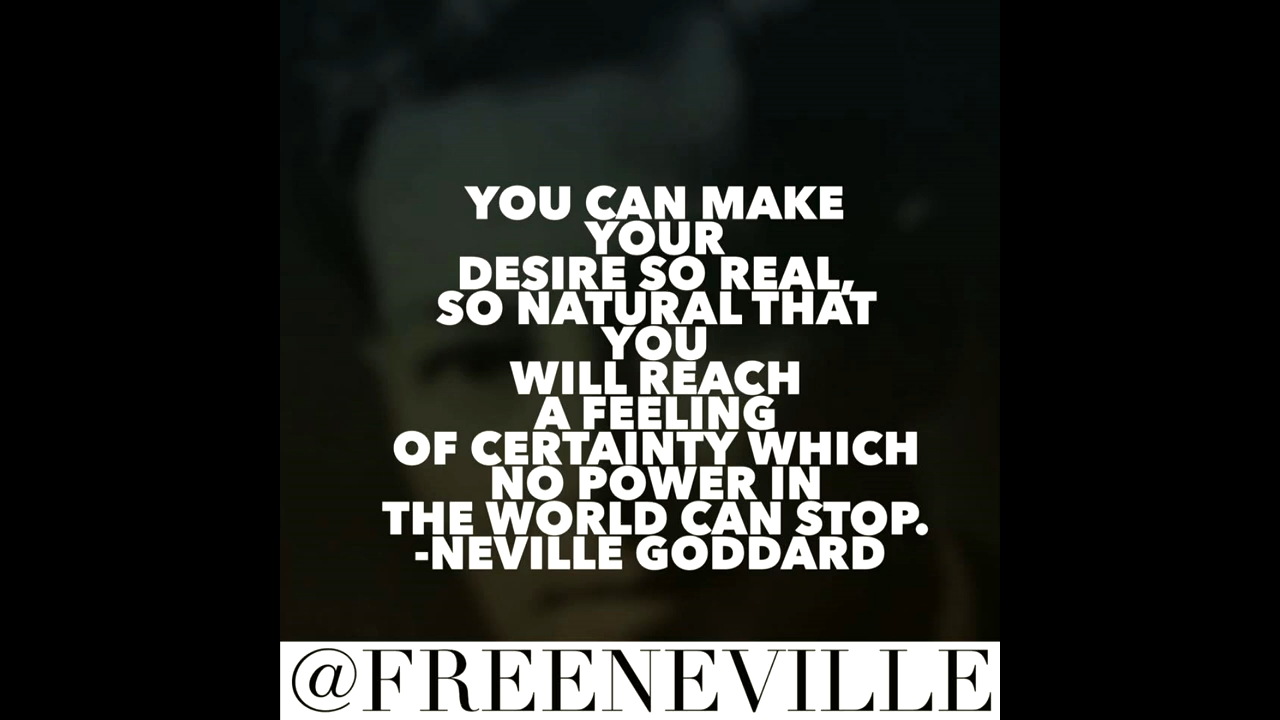 YOU CAN MAKE
YOUR
DESIRE SO REAL,
SO NATURAL THAT
YOU
WILL REACH
A FEELING
OF CERTAINTY WHICH
NO POWER IN
THE WORLD CAN STOP.
-NEVILLE GODDARD
@FREENEVILLE